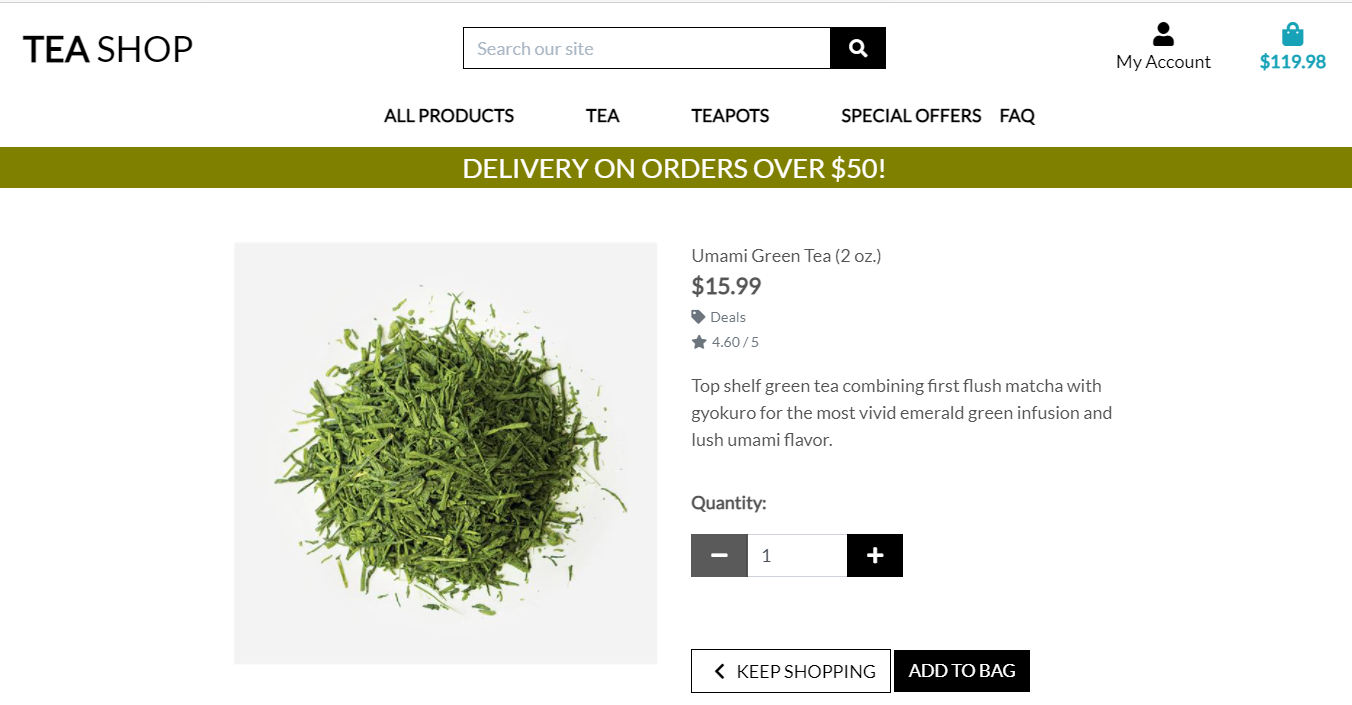 TEA SHOP
Search our site
My Account
$119.98
ALL PRODUCTS TEA TEAPOTS SPECIAL OFFERS FAQ
DELIVERY ON ORDERS OVER $50!
Umami Green Tea (2 oz.)
$15.99
Deals
4.60 / 5
Top shelf green tea combining first flush matcha with
gyokuro for the most vivid emerald green infusion and
lush umami flavor.
Quantity:
1
KEEP SHOPPING ADD TO BAG